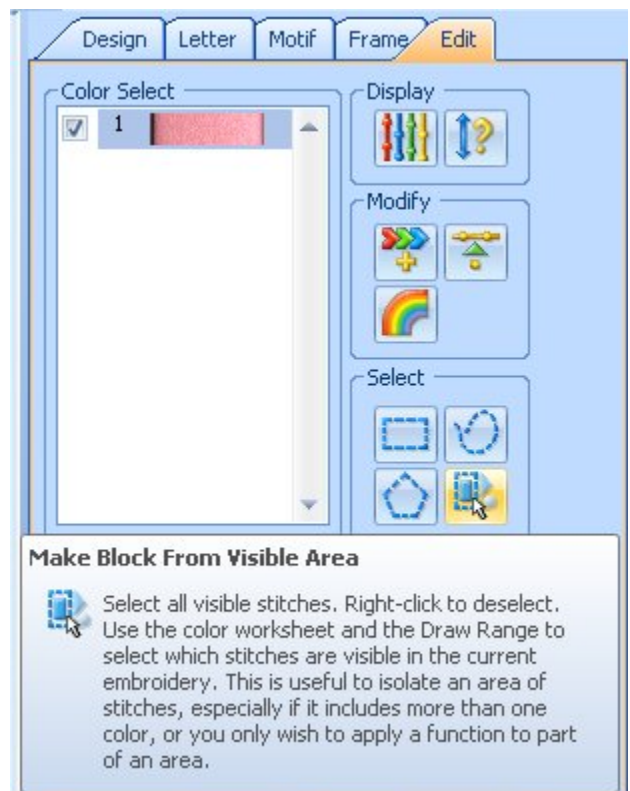 Design Letter Motif Frame Edit
Color Select
1
Display
Modify
Select
Make Block From Visible Area
Select all visible stitches. Right-click to deselect.
Use the color worksheet and the Draw Range to
select which stitches are visible in the current
embroidery. This is useful to isolate an area of
stitches, especially if it includes more than one
color, or you only wish to apply a function to part
of an area.